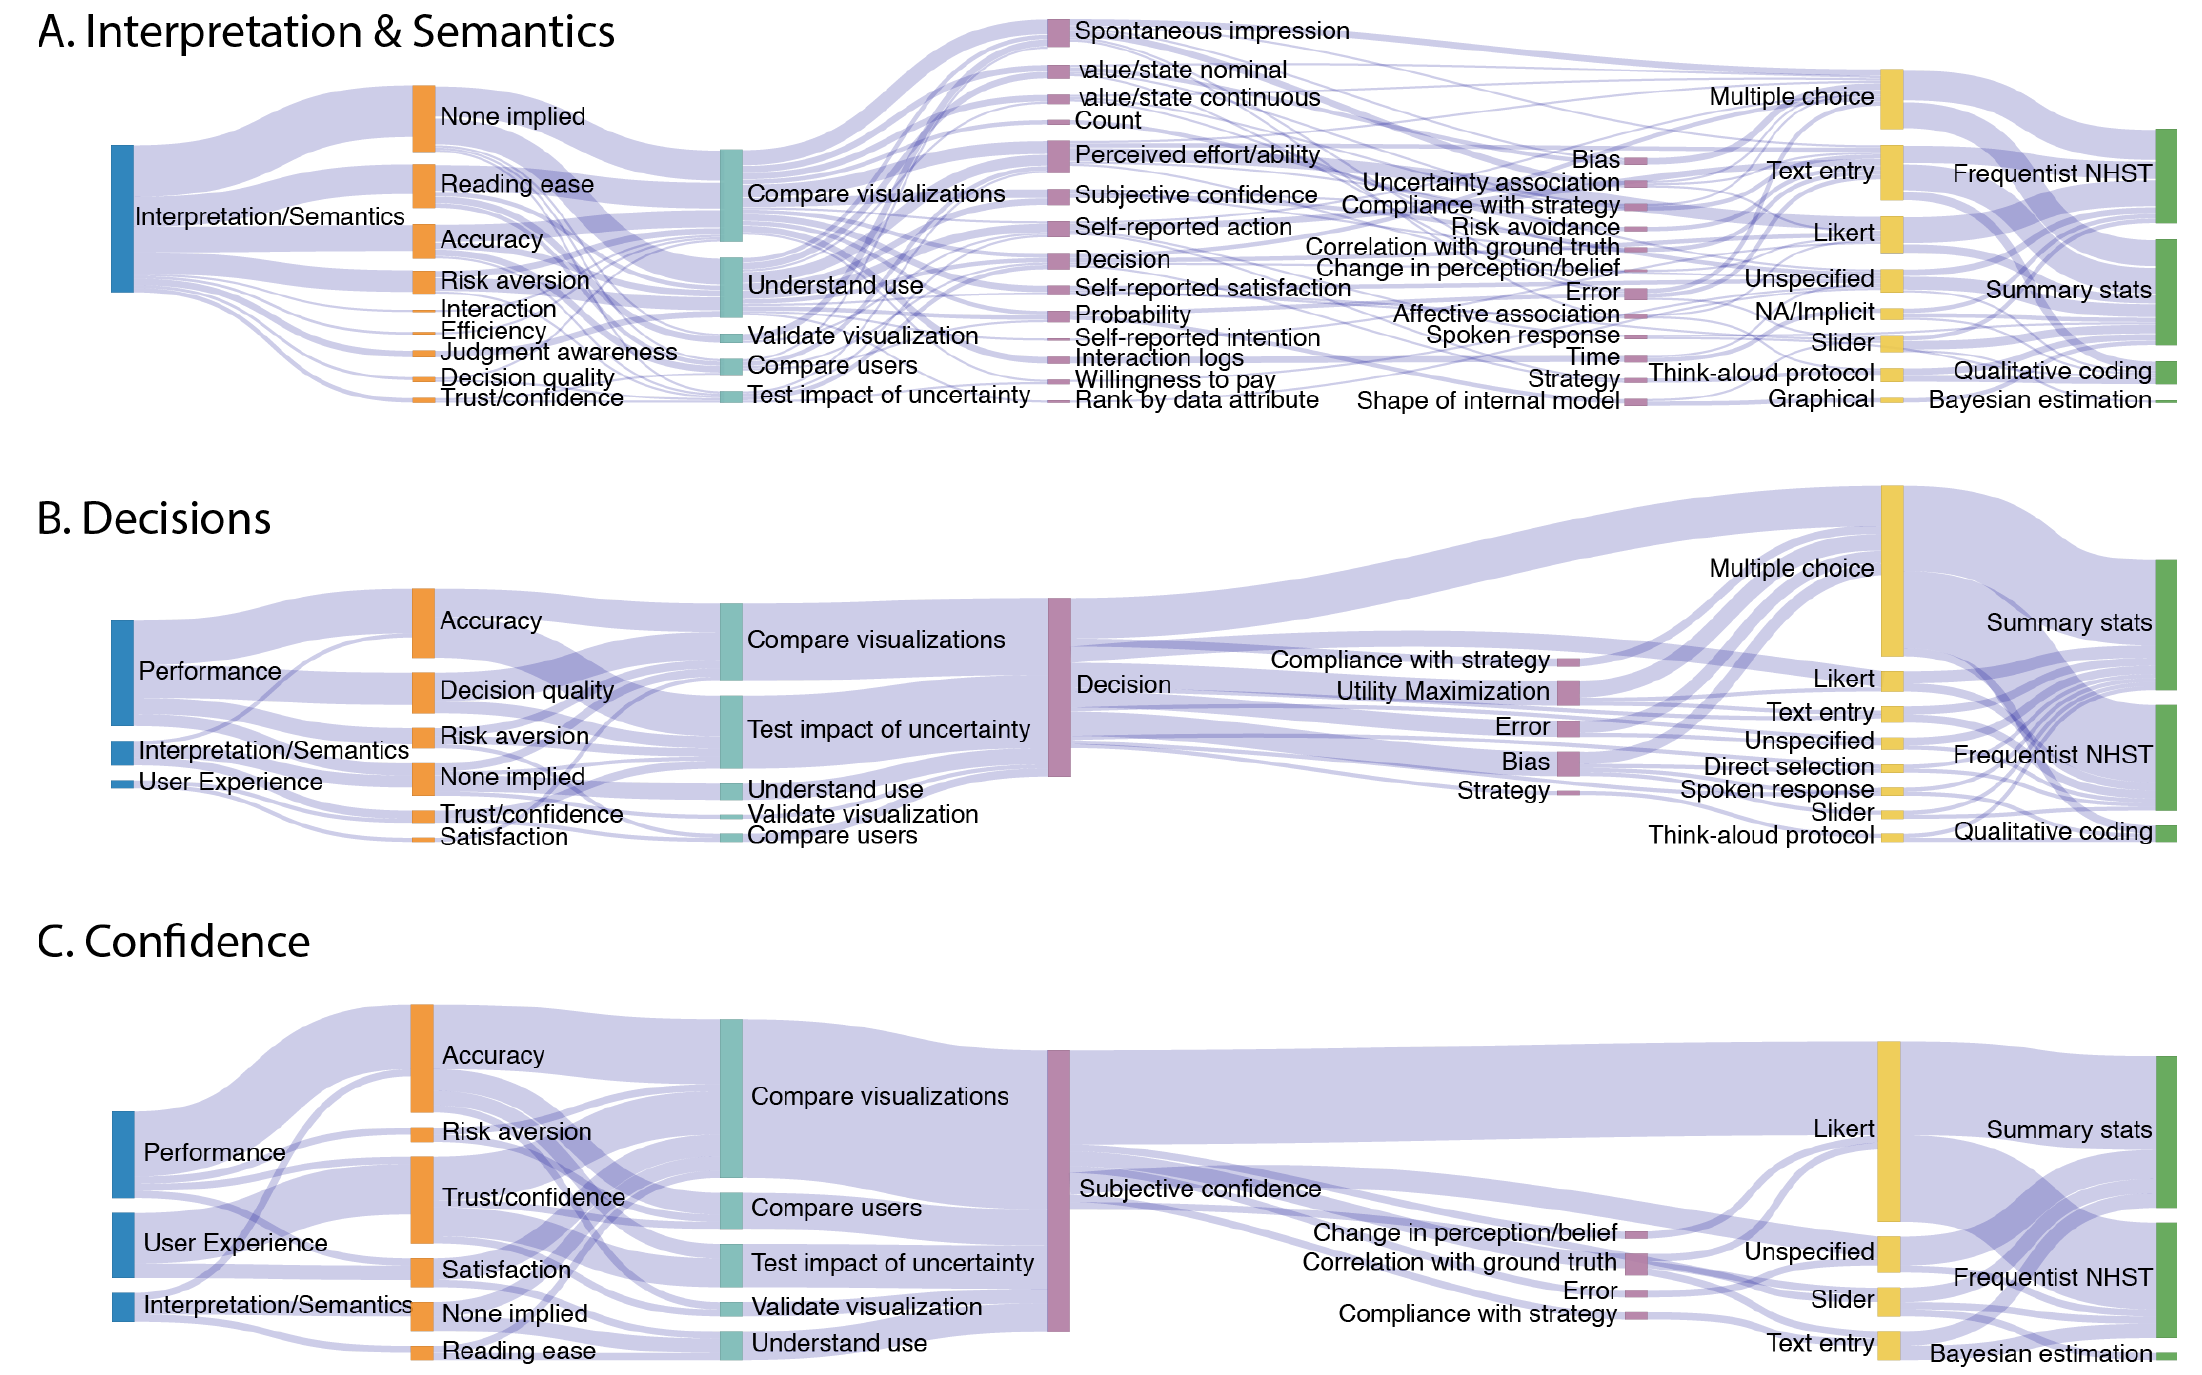 A. Interpretation & Semantics
Interpretation/Semantics
None implied
Reading ease
Accuracy
Risk aversion
Interaction
Efficiency
Judgment awareness
Decision quality
Trust/confidence
Compare visualizations
Understand use
Validate visualization
Compare users
Test impact of uncertainty
Spontaneous impression
value/state nominal
value/state continuous
Count
Perceived effort/ability
Subjective confidence
Self-reported action
Decision
Self-reported satisfaction
Probability
Self-reported intention
Interaction logs
Willingness to pay
Rank by data attribute
Bias
Uncertainty association
Compliance with strategy
Risk avoidance
Correlation with ground truth
Change in perception/belief
Error
Affective association
Spoken response
Time
Strategy
Shape of internal model
Multiple choice
Text entry
Likert
Unspecified
NA/Implicit
Slider
Think-aloud protocol
Graphical
Frequentist NHST
Summary stats
Qualitative coding
Bayesian estimation
B. Decisions
Performance
Interpretation/Semantics
User Experience
Accuracy
Decision quality
Risk aversion
None implied
Trust/confidence
Satisfaction
Compare visualizations
Test impact of uncertainty
Understand use
Validate visualization
Compare users
Decision
Compliance with strategy
Utility Maximization
Error
Bias
Strategy
Multiple choice
Likert
Text entry
Unspecified
Direct selection
Spoken response
Slider
Think-aloud protocol
Summary stats
Frequentist NHST
Qualitative coding
C. Confidence
Performance
User Experience
Interpretation/Semantics
Accuracy
Risk aversion
Trust/confidence
Satisfaction
None implied
Reading ease
Compare visualizations
Compare users
Test impact of uncertainty
Validate visualization
Understand use
Subjective confidence
Change in perception/belief
Correlation with ground truth
Error
Compliance with strategy
Likert
Unspecified
Slider
Text entry
Summary stats
Frequentist NHST
Bayesian estimation